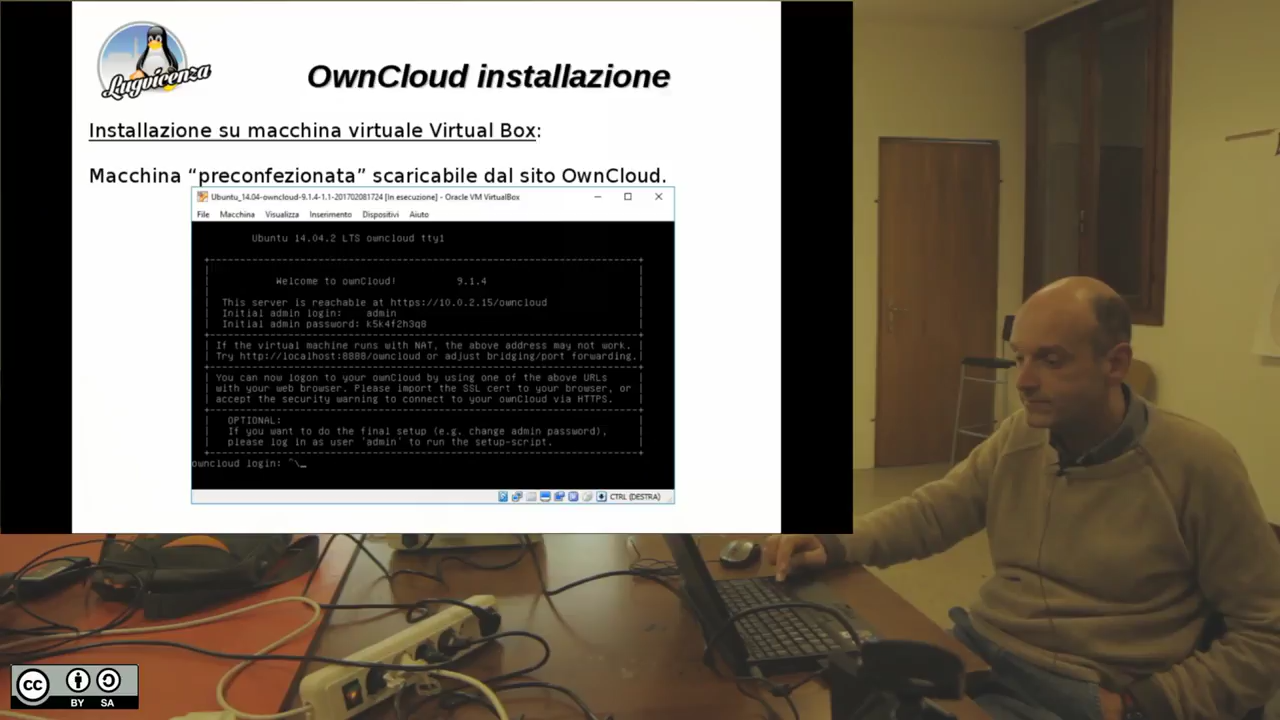 Lugvicenza
OwnCloud installazione
Installazione su macchina virtuale Virtual Box:
Macchina “preconfezionata” scaricabile dal sito OwnCloud.
Ubuntu_14.04-owncloud-9.1.4-1.1-201702081724 [In esecuzione] - Oracle VM VirtualBox
File Macchina Visualizza Inserimento Dispositivi Aiuto
Ubuntu 14.04.2 LTS owncloud tty1
Welcome to ownCloud! 9.1.4
This server is reachable at https://10.0.2.15/owncloud
Initial admin login: admin
Initial admin password: k5k4f2h3q8
If the virtual machine runs with NAT, the above address may not work.
Try http://localhost:8888/owncloud or adjust bridging/port forwarding.
You can now logon to your ownCloud by using one of the above URLs
with your web browser. Please import the SSL cert to your browser, or
accept the security warning to connect to your ownCloud via HTTPS.
OPTIONAL:
If you want to do the final setup (e.g. change admin password),
please log in as user 'admin' to run the setup-script.
owncloud login: ^\_
CTRL (DESTRA)
CC BY SA